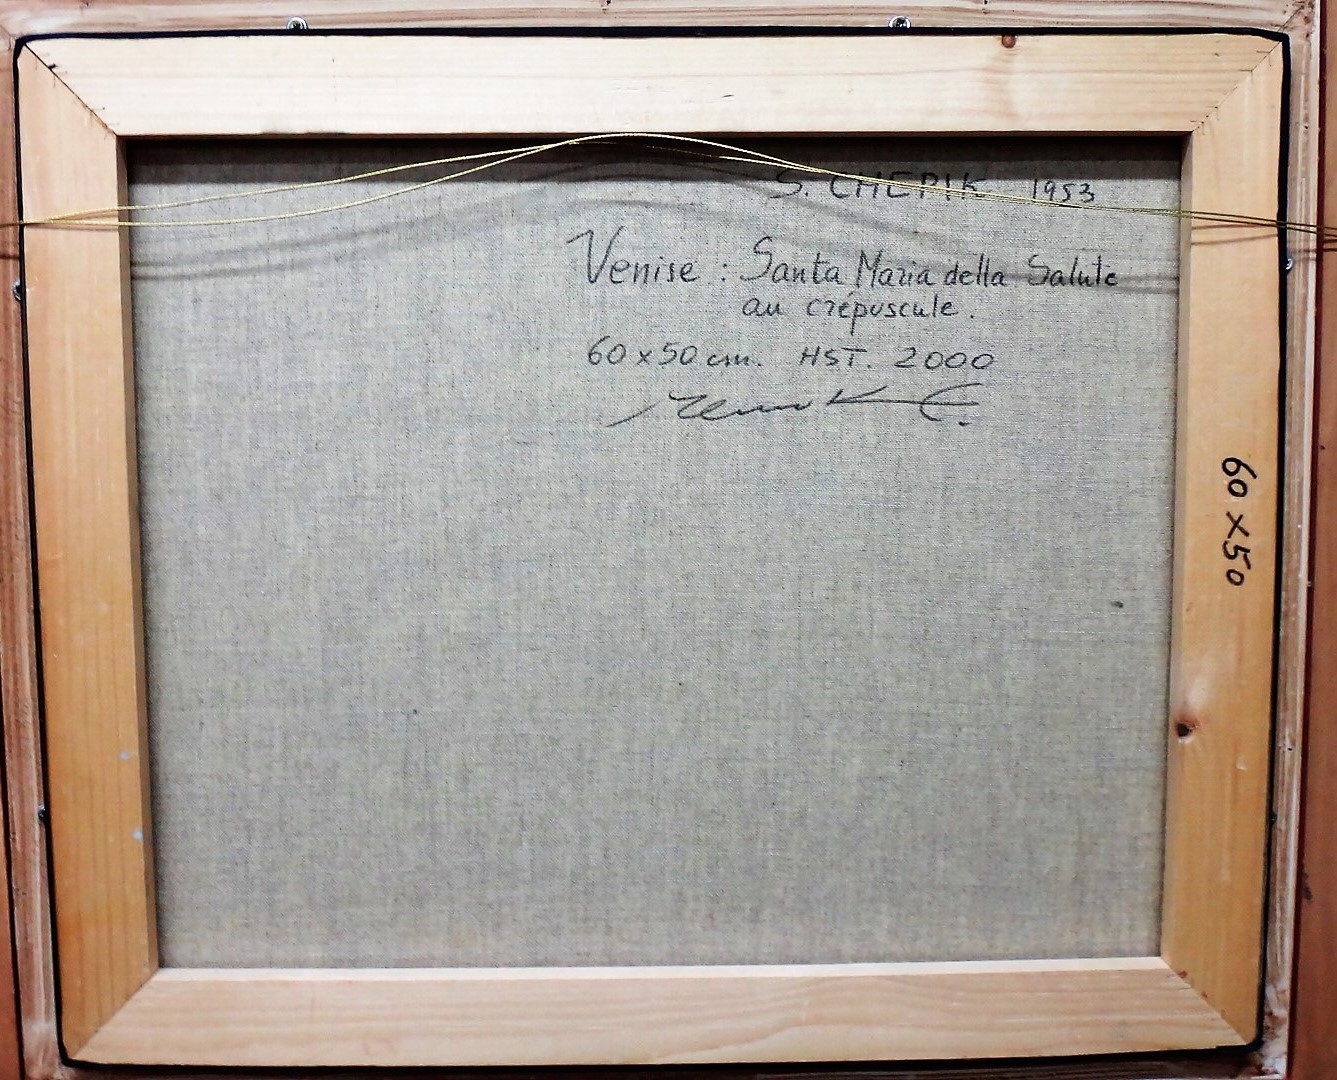 S. CHEPIK 1953
Venise : Santa Maria della Salute
au crépuscule.
60 x 50 cm. HST. 2000
60 x 50